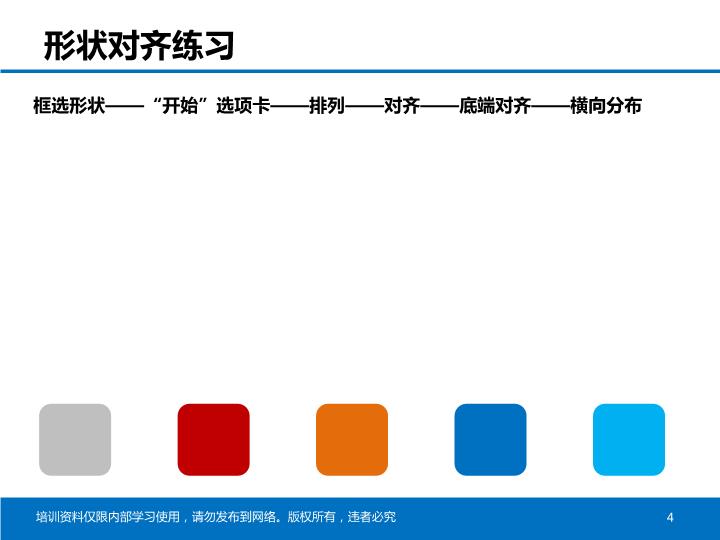 形状对齐练习
框选形状——“开始”选项卡——排列——对齐——底端对齐——横向分布
培训资料仅限内部学习使用，请勿发布到网络。版权所有，违者必究
4